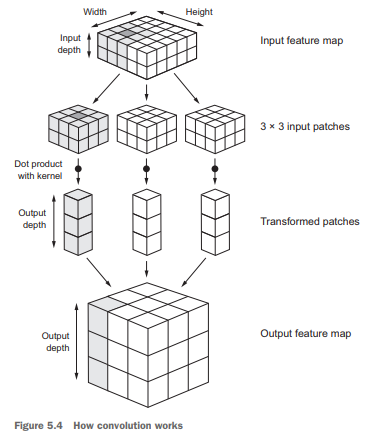 Width
Height
Input
depth
Input feature map
3 × 3 input patches
Dot product
with kernel
Output
depth
Transformed patches
Output
depth
Output feature map
Figure 5.4 How convolution works